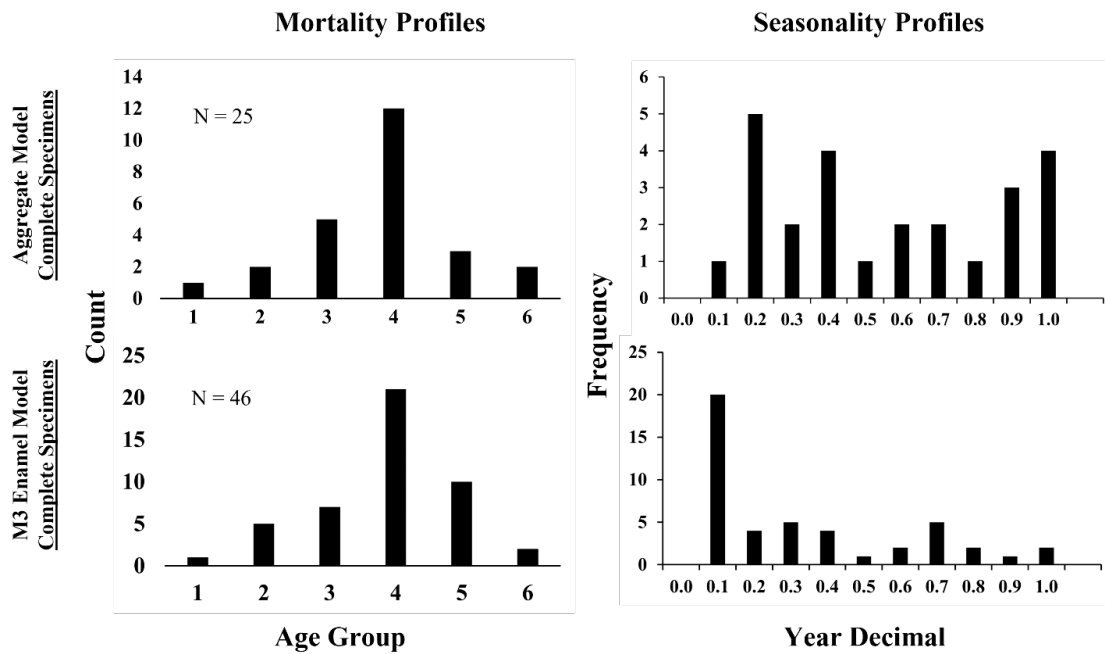 Mortality Profiles
Seasonality Profiles
Aggregate Model
Complete Specimens
Count
14
12
10
8
6
4
2
0
N = 25
1 2 3 4 5 6
6
5
4
3
2
1
0
0.0 0.1 0.2 0.3 0.4 0.5 0.6 0.7 0.8 0.9 1.0
M3 Enamel Model
Complete Specimens
25
20
15
10
5
0
N = 46
1 2 3 4 5 6
Age Group
Frequency
25
20
15
10
5
0
0.0 0.1 0.2 0.3 0.4 0.5 0.6 0.7 0.8 0.9 1.0
Year Decimal